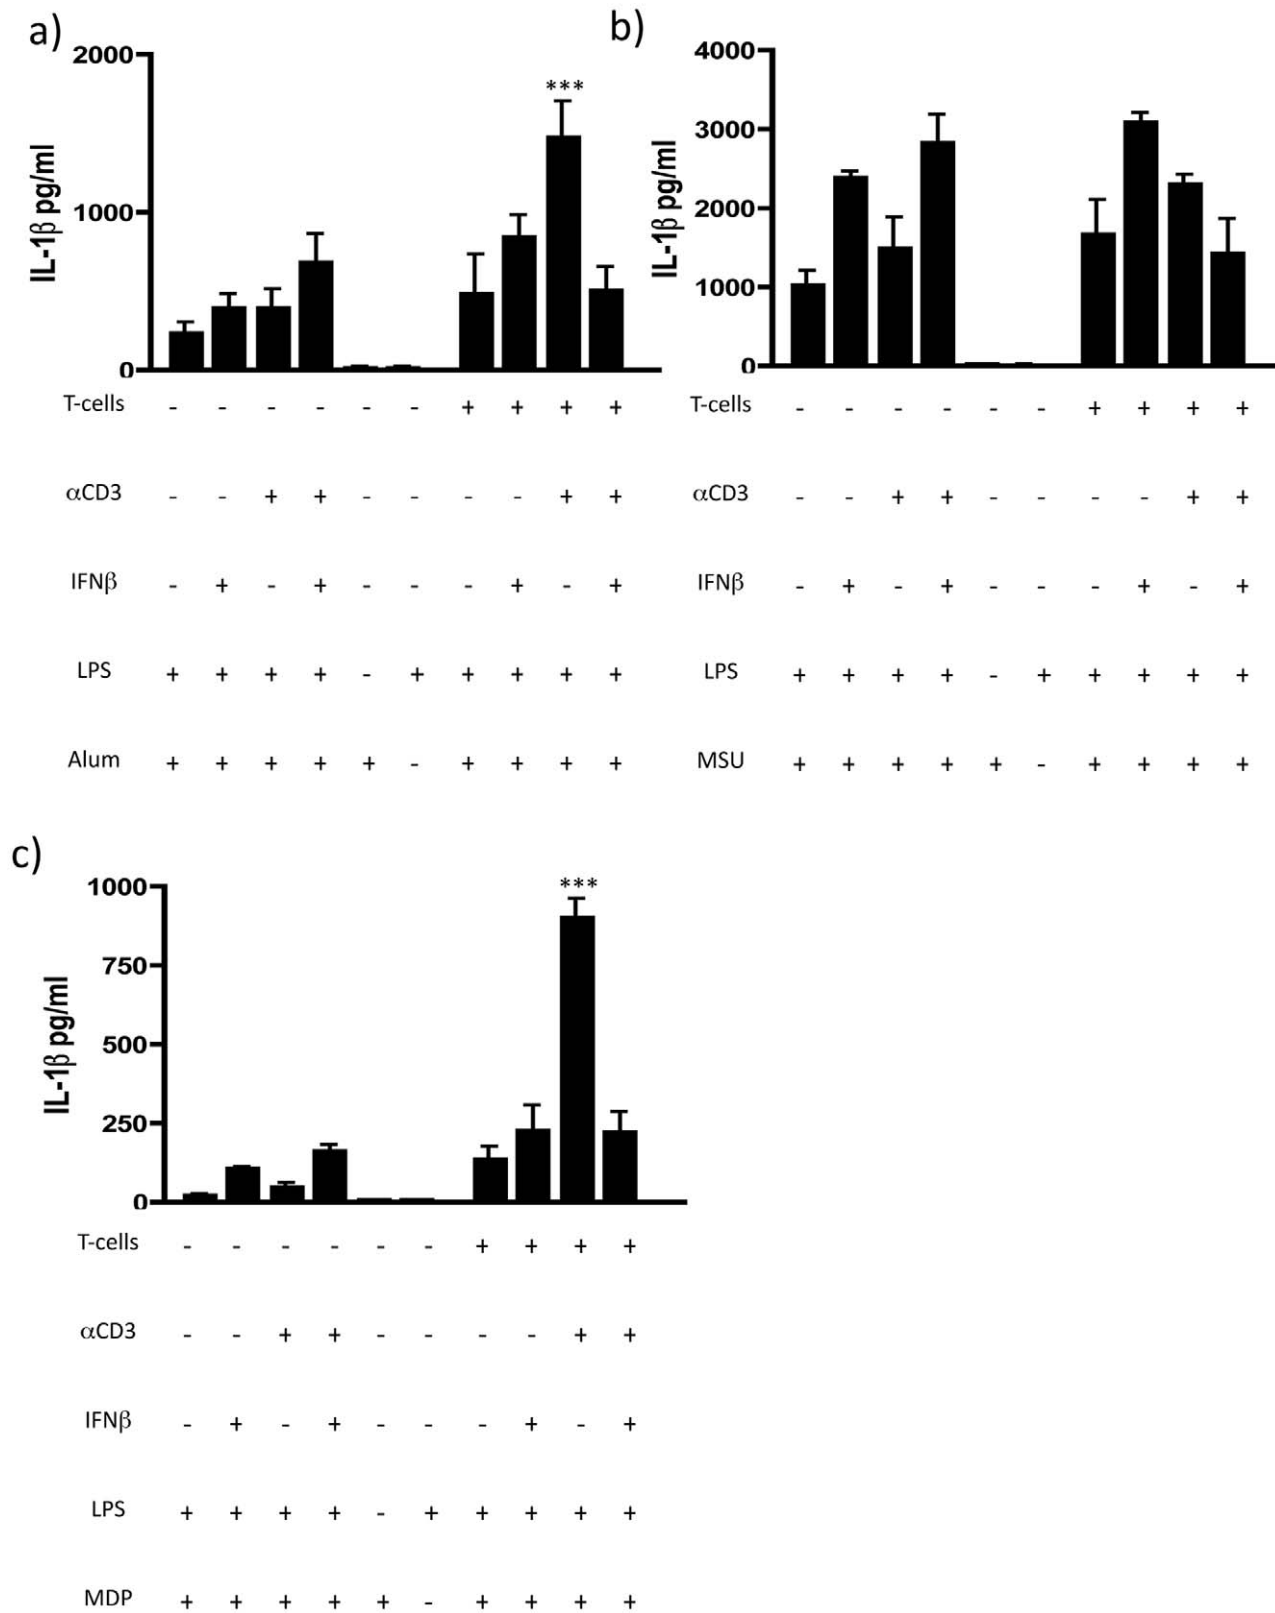 a)
2000
1000
0
IL-1β pg/ml
***
T-cells - - - - - - + + + +
αCD3 - - + + - - - - + +
IFNβ - + - + - - - + - +
LPS + + + + - + + + + +
Alum + + + + + - + + + +
b)
4000
3000
2000
1000
0
IL-1β pg/ml
T-cells - - - - - - + + + +
αCD3 - - + + - - - - + +
IFNβ - + - + - - - + - +
LPS + + + + - + + + + +
MSU + + + + + - + + + +
c)
1000
750
500
250
0
IL-1β pg/ml
***
T-cells - - - - - - + + + +
αCD3 - - + + - - - - + +
IFNβ - + - + - - - + - +
LPS + + + + - + + + + +
MDP + + + + + - + + + +